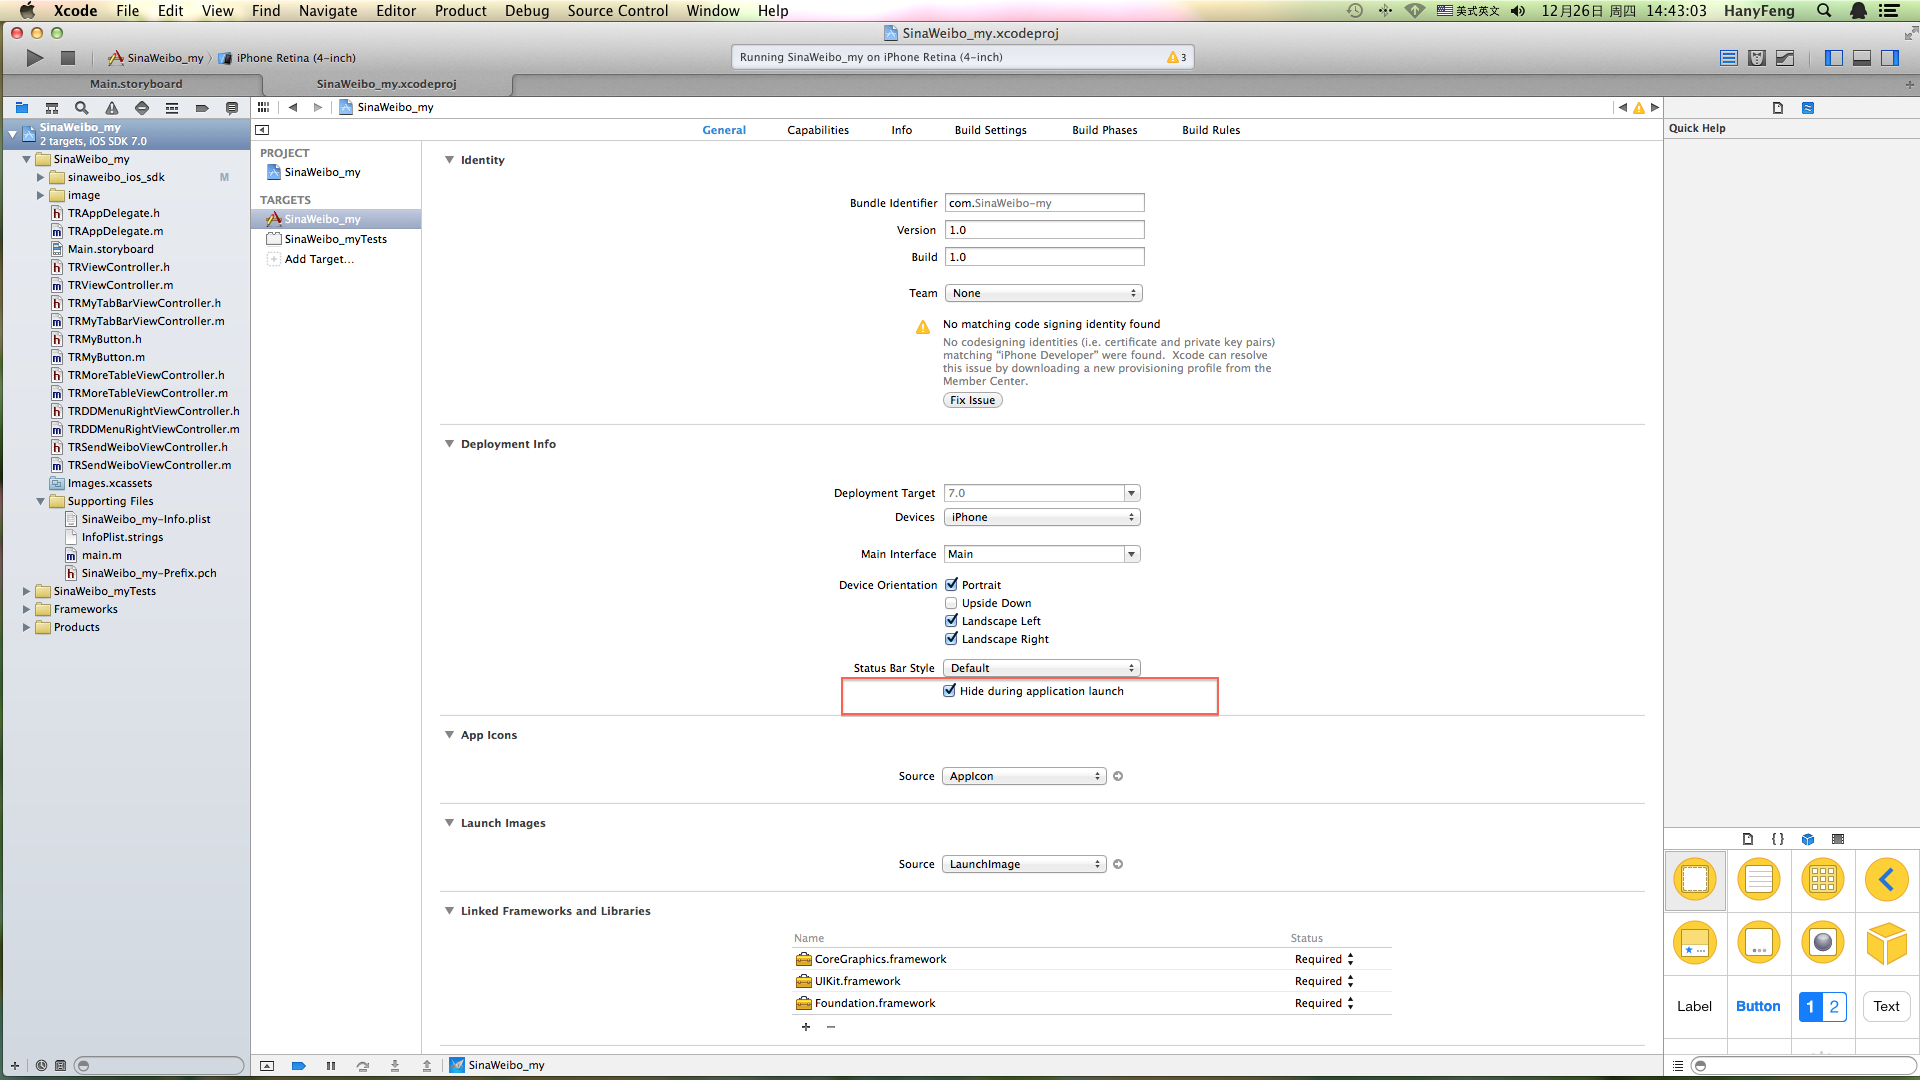 Xcode File Edit View Find Navigate Editor Product Debug Source Control Window Help 美式英文 12月26日 周四 14:43:03 HanyFeng
SinaWeibo_my.xcodeproj
SinaWeibo_my iPhone Retina (4-inch)
Running SinaWeibo_my on iPhone Retina (4-inch) 3
Main.storyboard SinaWeibo_my.xcodeproj
SinaWeibo_my
SinaWeibo_my
2 targets, iOS SDK 7.0
SinaWeibo_my
sinaweibo_ios_sdk M
image
TRAppDelegate.h
TRAppDelegate.m
Main.storyboard
TRViewController.h
TRViewController.m
TRMyTabBarViewController.h
TRMyTabBarViewController.m
TRMyButton.h
TRMyButton.m
TRMoreTableViewController.h
TRMoreTableViewController.m
TRDDMenuRightViewController.h
TRDDMenuRightViewController.m
TRSendWeiboViewController.h
TRSendWeiboViewController.m
Images.xcassets
Supporting Files
SinaWeibo_my-Info.plist
InfoPlist.strings
main.m
SinaWeibo_my-Prefix.pch
SinaWeibo_myTests
Frameworks
Products
PROJECT
SinaWeibo_my
TARGETS
SinaWeibo_my
SinaWeibo_myTests
Add Target...
General Capabilities Info Build Settings Build Phases Build Rules
Identity
Bundle Identifier com.SinaWeibo-my
Version 1.0
Build 1.0
Team None
No matching code signing identity found
No codesigning identities (i.e. certificate and private key pairs)
matching “iPhone Developer” were found. Xcode can resolve
this issue by downloading a new provisioning profile from the
Member Center.
Fix Issue
Deployment Info
Deployment Target 7.0
Devices iPhone
Main Interface Main
Device Orientation Portrait
Upside Down
Landscape Left
Landscape Right
Status Bar Style Default
Hide during application launch
App Icons
Source AppIcon
Launch Images
Source LaunchImage
Linked Frameworks and Libraries
Name Status
CoreGraphics.framework Required
UIKit.framework Required
Foundation.framework Required
+ −
SinaWeibo_my
Quick Help
{ }
Label Button 1 2 Text